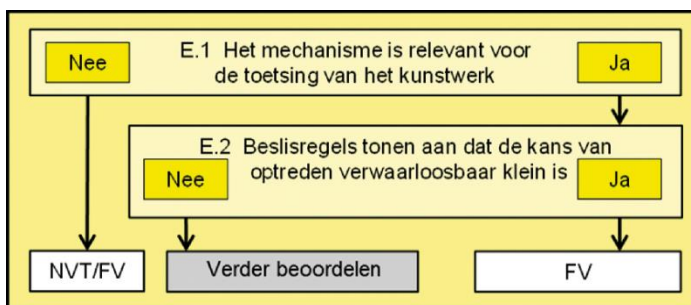 E.1 Het mechanisme is relevant voor
de toetsing van het kunstwerk
Nee
Ja
E.2 Beslisregels tonen aan dat de kans van
optreden verwaarloosbaar klein is
Nee
Ja
NVT/FV
Verder beoordelen
FV